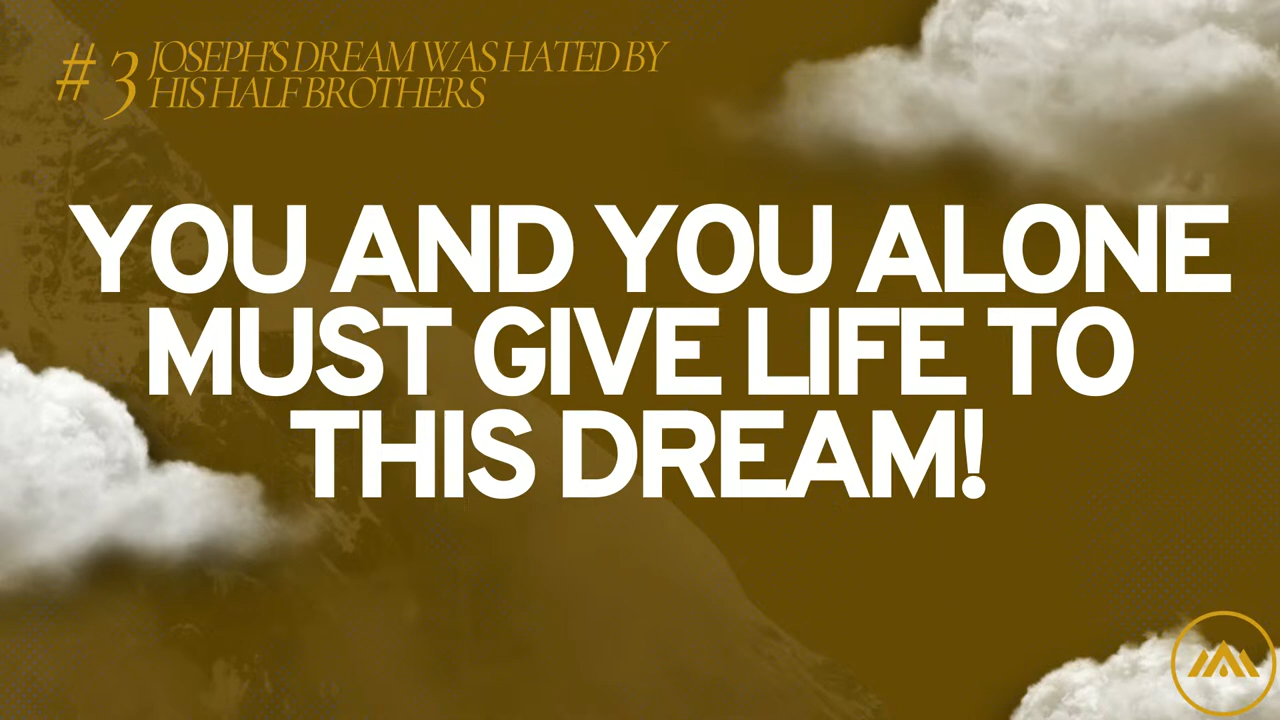 # 3 JOSEPH'S DREAM WAS HATED BY
HIS HALF BROTHERS
YOU AND YOU ALONE
MUST GIVE LIFE TO
THIS DREAM!